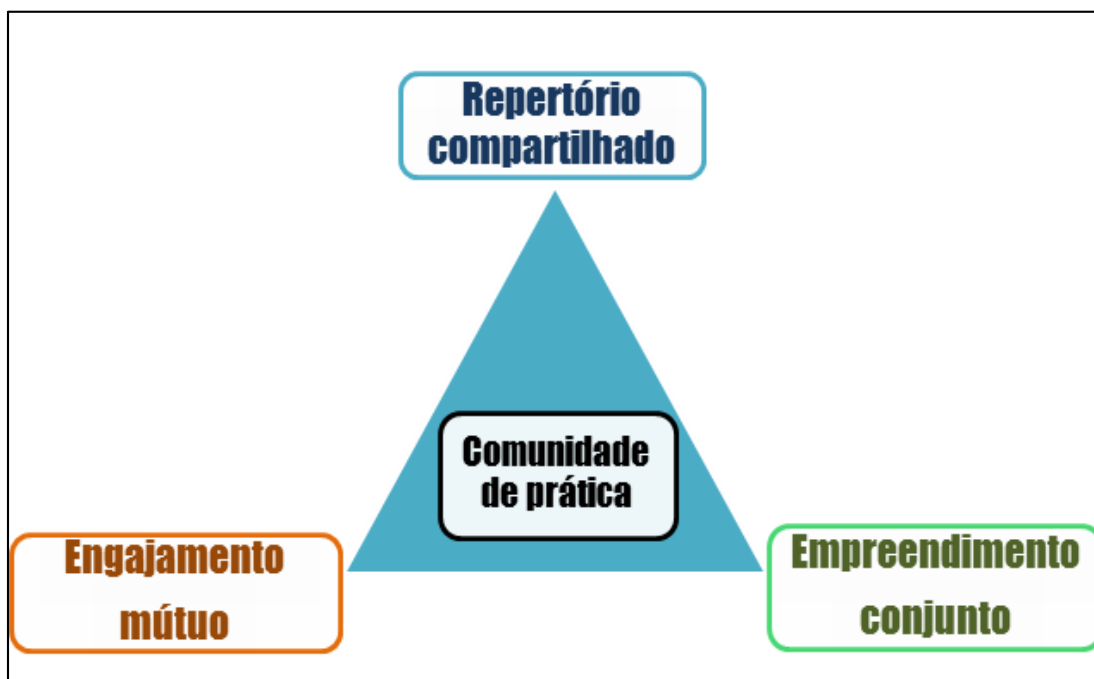 Repertório
compartilhado
Comunidade
de prática
Engajamento
mútuo
Empreendimento
conjunto